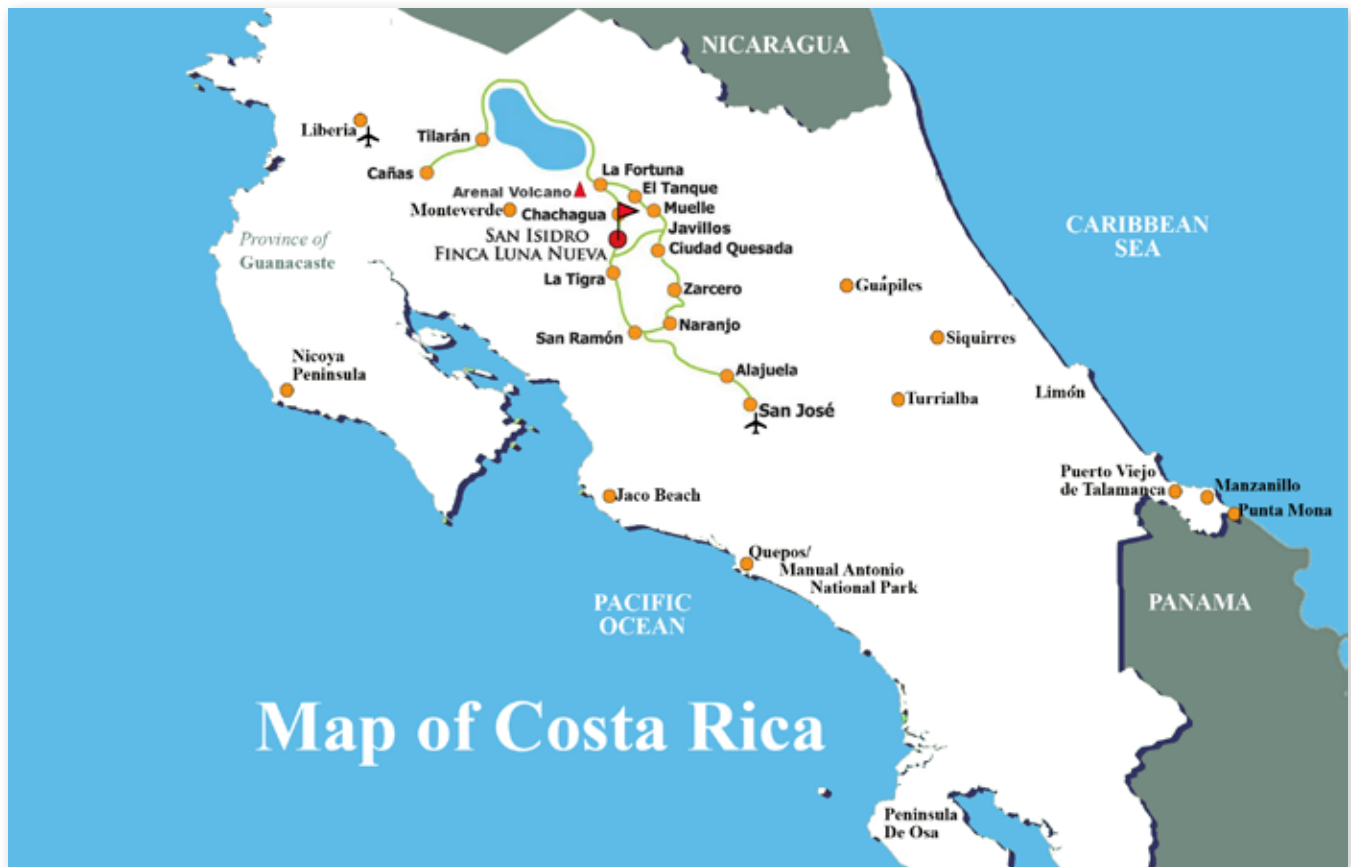 NICARAGUA
Liberia
Tilarán
Cañas
La Fortuna
El Tanque
Arenal Volcano
Monteverde
Chachagua
Muelle
Javillos
SAN ISIDRO
FINCA LUNA NUEVA
Ciudad Quesada
CARIBBEAN
SEA
Province of
Guanacaste
La Tigra
Zarcero
Guápiles
San Ramón
Naranjo
Siquirres
Nicoya
Peninsula
Alajuela
San José
Turrialba
Limón
Puerto Viejo
de Talamanca
Manzanillo
Punta Mona
Jaco Beach
Quepos/
Manual Antonio
National Park
PACIFIC
OCEAN
PANAMA
Map of Costa Rica
Peninsula
De Osa